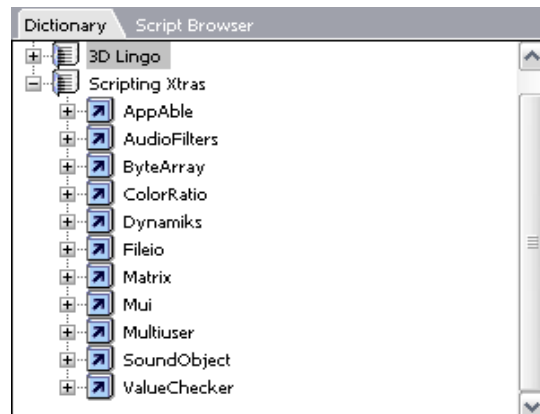 Dictionary Script Browser
3D Lingo
Scripting Xtras
AppAble
AudioFilters
ByteArray
ColorRatio
Dynamiks
Fileio
Matrix
Mui
Multiuser
SoundObject
ValueChecker